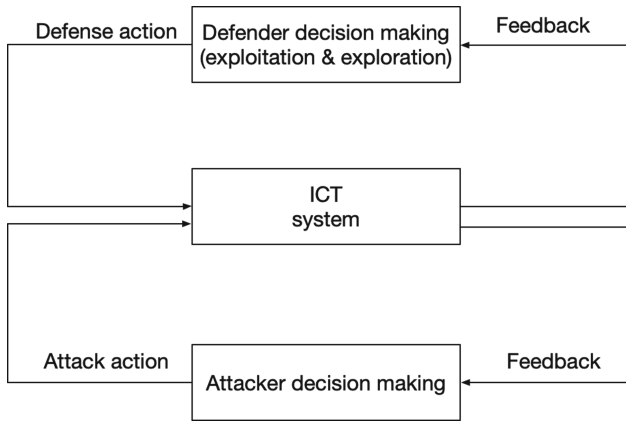 Defense action
Defender decision making
(exploitation & exploration)
Feedback
ICT
system
Attack action
Attacker decision making
Feedback